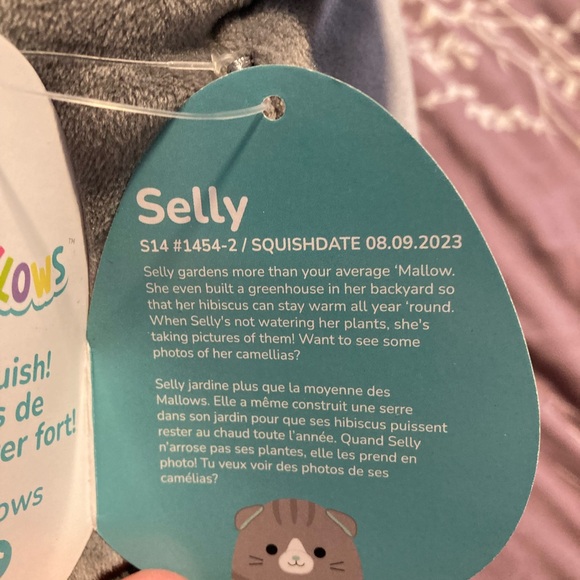 Selly
S14 #1454-2 / SQUISHDATE 08.09.2023
Selly gardens more than your average ‘Mallow.
She even built a greenhouse in her backyard so
that her hibiscus can stay warm all year ‘round.
When Selly's not watering her plants, she's
taking pictures of them! Want to see some
photos of her camellias?
Selly jardine plus que la moyenne des
Mallows. Elle a même construit une serre
dans son jardin pour que ses hibiscus puissent
rester au chaud toute l'année. Quand Selly
n'arrose pas ses plantes, elle les prend en
photo! Tu veux voir des photos de ses
camélias?
LOWS
uish!
s de
er fort!
ows